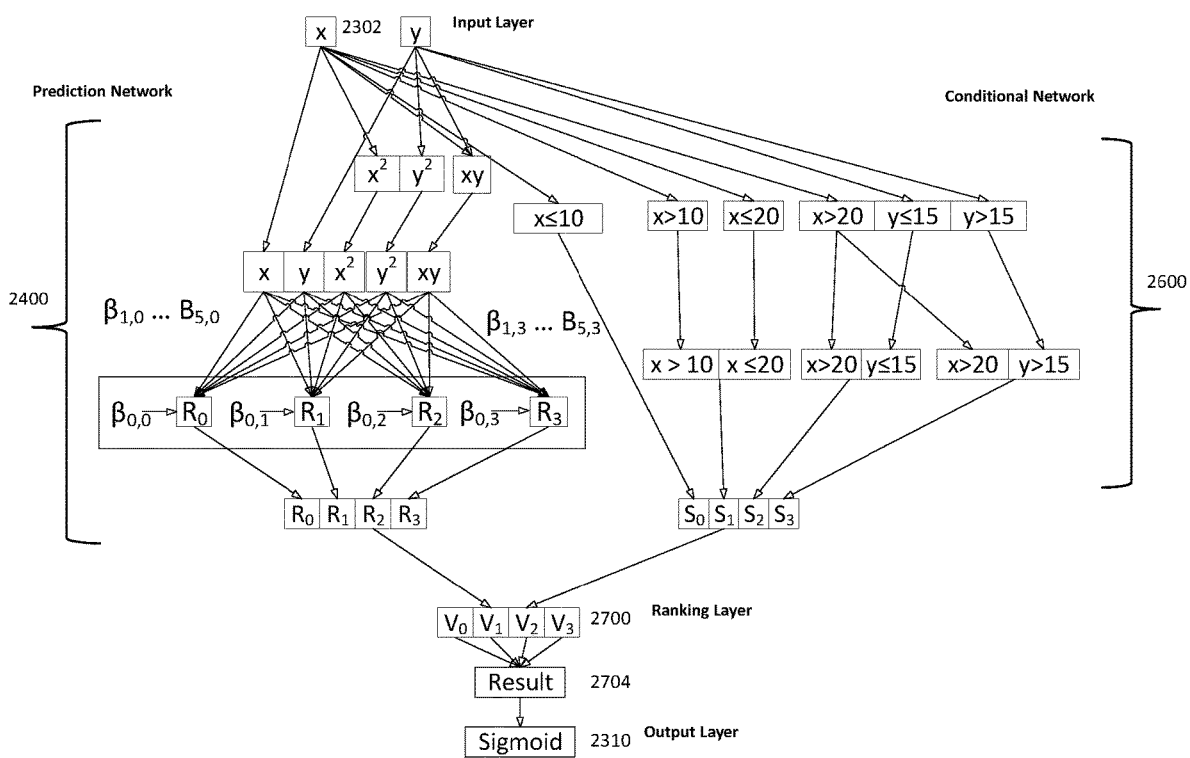 x 2302 y Input Layer
Prediction Network
Conditional Network
x² y² xy
x≤10 x>10 x≤20 x>20 y≤15 y>15
x y x² y² xy
2400
2600
β₁,₀ ... B₅,₀
β₁,₃ ... B₅,₃
x > 10 x ≤20 x>20 y≤15 x>20 y>15
β₀,₀ R₀ β₀,₁ R₁ β₀,₂ R₂ β₀,₃ R₃
R₀ R₁ R₂ R₃
S₀ S₁ S₂ S₃
V₀ V₁ V₂ V₃ 2700 Ranking Layer
Result 2704
Sigmoid 2310 Output Layer